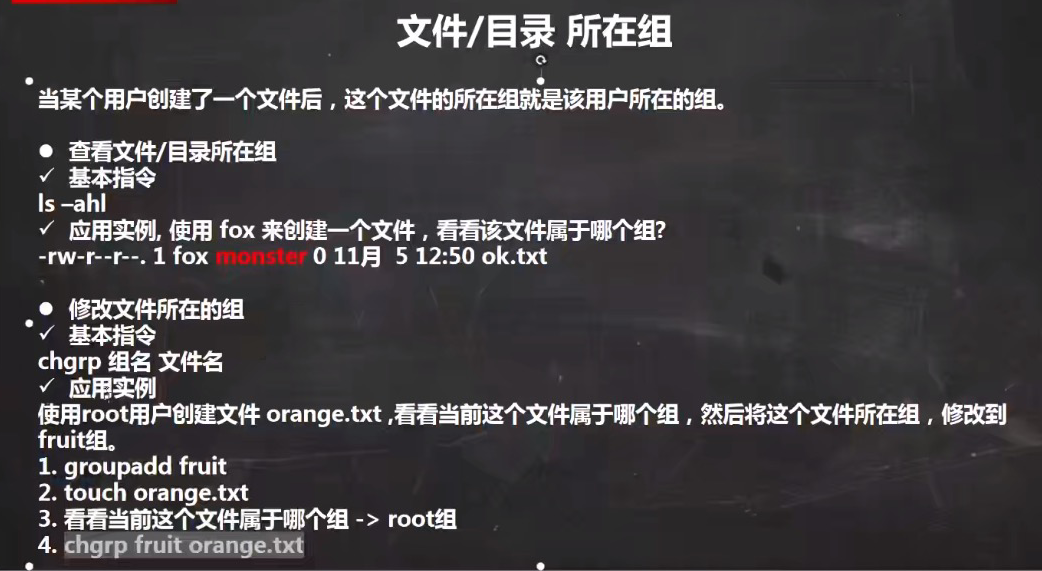 文件/目录 所在组
当某个用户创建了一个文件后，这个文件的所在组就是该用户所在的组。
● 查看文件/目录所在组
✓ 基本指令
ls –ahl
✓ 应用实例, 使用 fox 来创建一个文件，看看该文件属于哪个组?
-rw-r--r--. 1 fox monster 0 11月 5 12:50 ok.txt
● 修改文件所在的组
✓ 基本指令
chgrp 组名 文件名
✓ 应用实例
使用root用户创建文件 orange.txt ,看看当前这个文件属于哪个组，然后将这个文件所在组，修改到
fruit组。
1. groupadd fruit
2. touch orange.txt
3. 看看当前这个文件属于哪个组 -> root组
4. chgrp fruit orange.txt